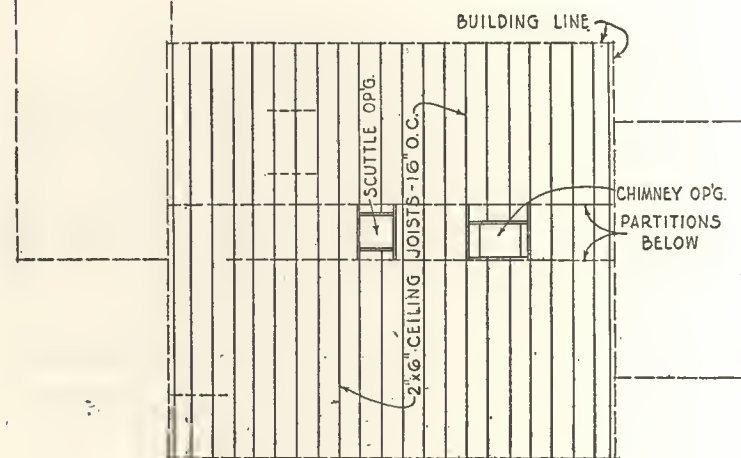 BUILDING LINE
SCUTTLE OP'G.
2"x6" CEILING JOISTS-16" O.C.
CHIMNEY OP'G.
PARTITIONS
BELOW